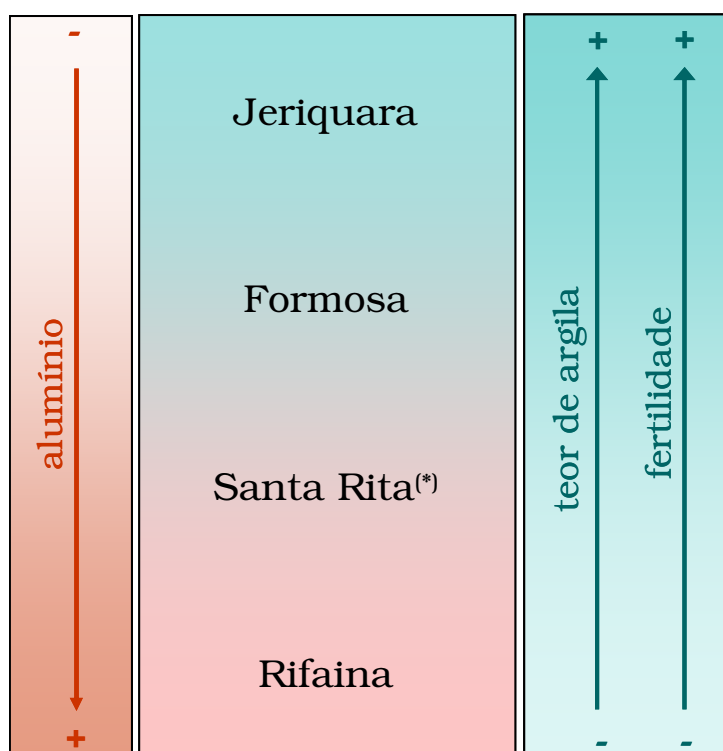 -
+
+
Jeriquara
Formosa
Santa Rita(*)
Rifaina
alumínio
teor de argila
fertilidade
+
-
-